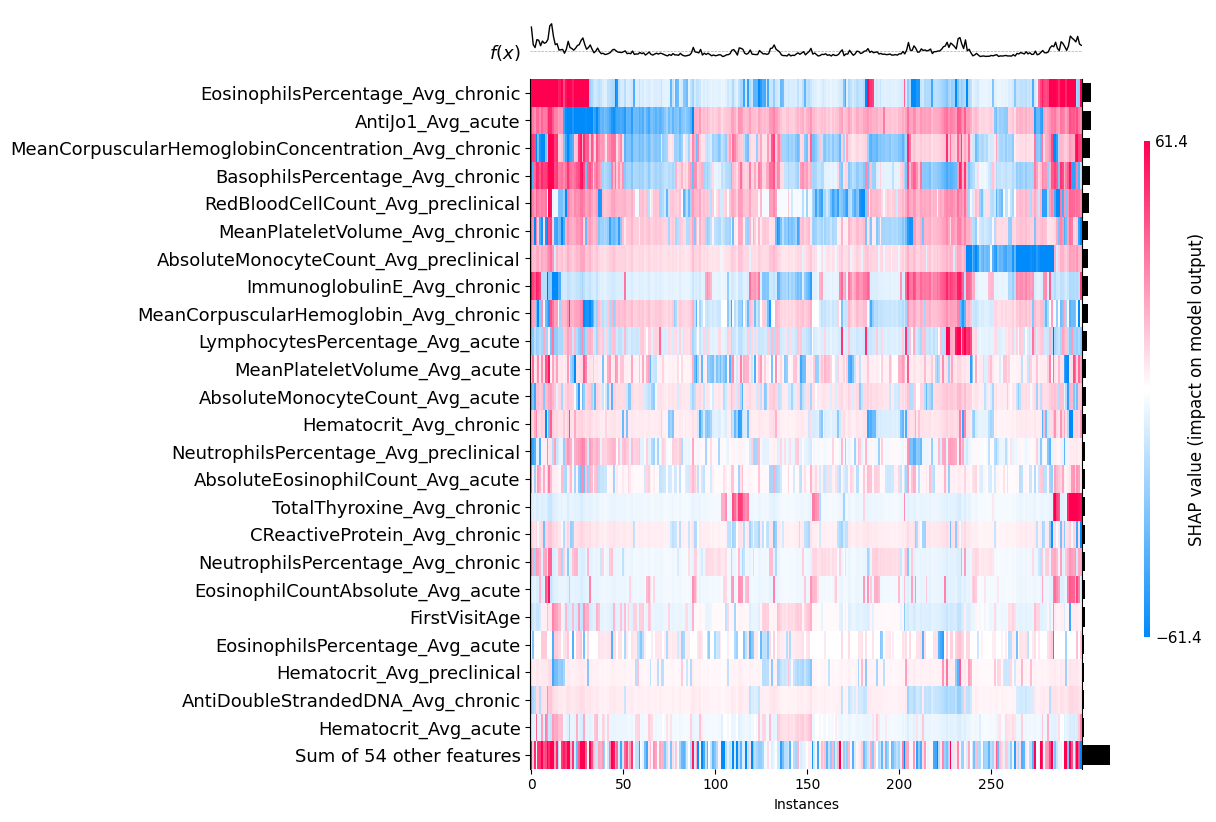 f(x)
EosinophilsPercentage_Avg_chronic
AntiJo1_Avg_acute
MeanCorpuscularHemoglobinConcentration_Avg_chronic
BasophilsPercentage_Avg_chronic
RedBloodCellCount_Avg_preclinical
MeanPlateletVolume_Avg_chronic
AbsoluteMonocyteCount_Avg_preclinical
ImmunoglobulinE_Avg_chronic
MeanCorpuscularHemoglobin_Avg_chronic
LymphocytesPercentage_Avg_acute
MeanPlateletVolume_Avg_acute
AbsoluteMonocyteCount_Avg_acute
Hematocrit_Avg_chronic
NeutrophilsPercentage_Avg_preclinical
AbsoluteEosinophilCount_Avg_acute
TotalThyroxine_Avg_chronic
CReactiveProtein_Avg_chronic
NeutrophilsPercentage_Avg_chronic
EosinophilCountAbsolute_Avg_acute
FirstVisitAge
EosinophilsPercentage_Avg_acute
Hematocrit_Avg_preclinical
AntiDoubleStrandedDNA_Avg_chronic
Hematocrit_Avg_acute
Sum of 54 other features
0 50 100 150 200 250
Instances
61.4
SHAP value (impact on model output)
−61.4